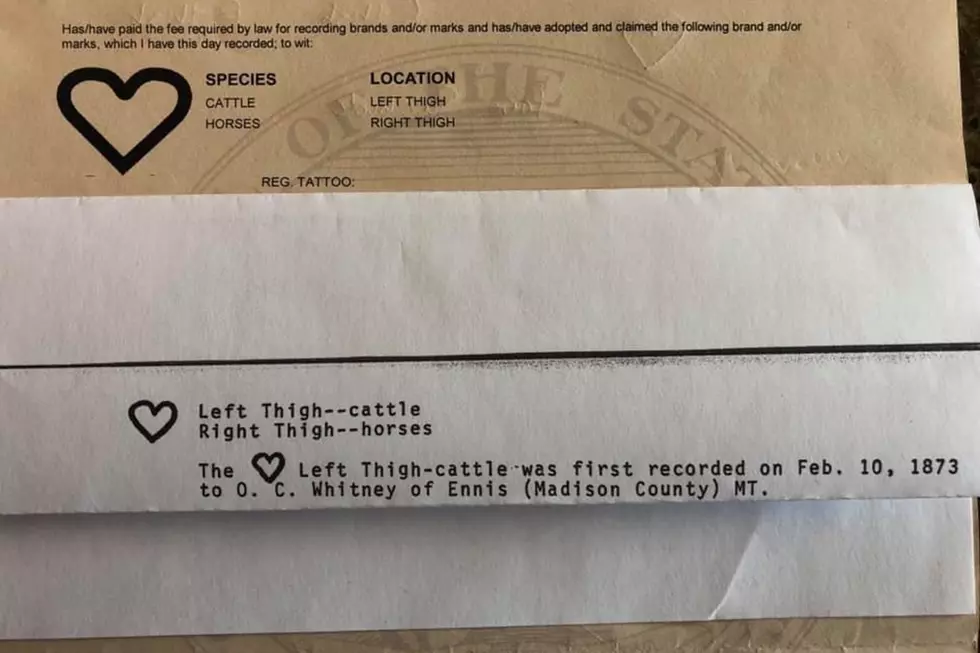 Has/have paid the fee required by law for recording brands and/or marks and has/have adopted and claimed the following brand and/or
marks, which I have this day recorded; to wit:
SPECIES LOCATION
CATTLE LEFT THIGH
HORSES RIGHT THIGH
OF THE STA
REG. TATTOO:
Left Thigh--cattle
Right Thigh--horses
The Left Thigh-cattle was first recorded on Feb. 10, 1873
to O. C. Whitney of Ennis (Madison County) MT.